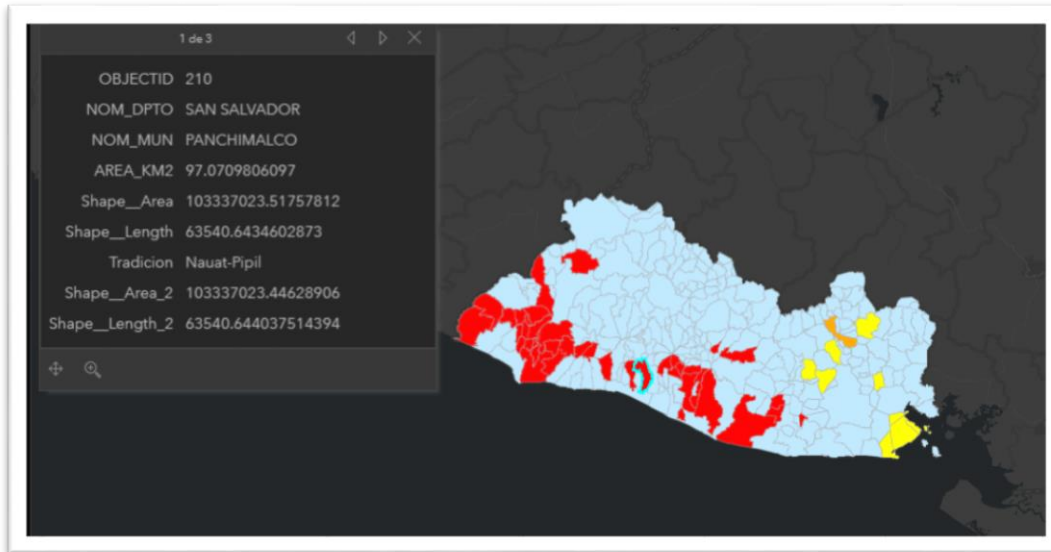 1 de 3
OBJECTID 210
NOM_DPTO SAN SALVADOR
NOM_MUN PANCHIMALCO
AREA_KM2 97.0709806097
Shape__Area 103337023.51757812
Shape__Length 63540.6434602873
Tradicion Nauat-Pipil
Shape__Area_2 103337023.44628906
Shape__Length_2 63540.644037514394